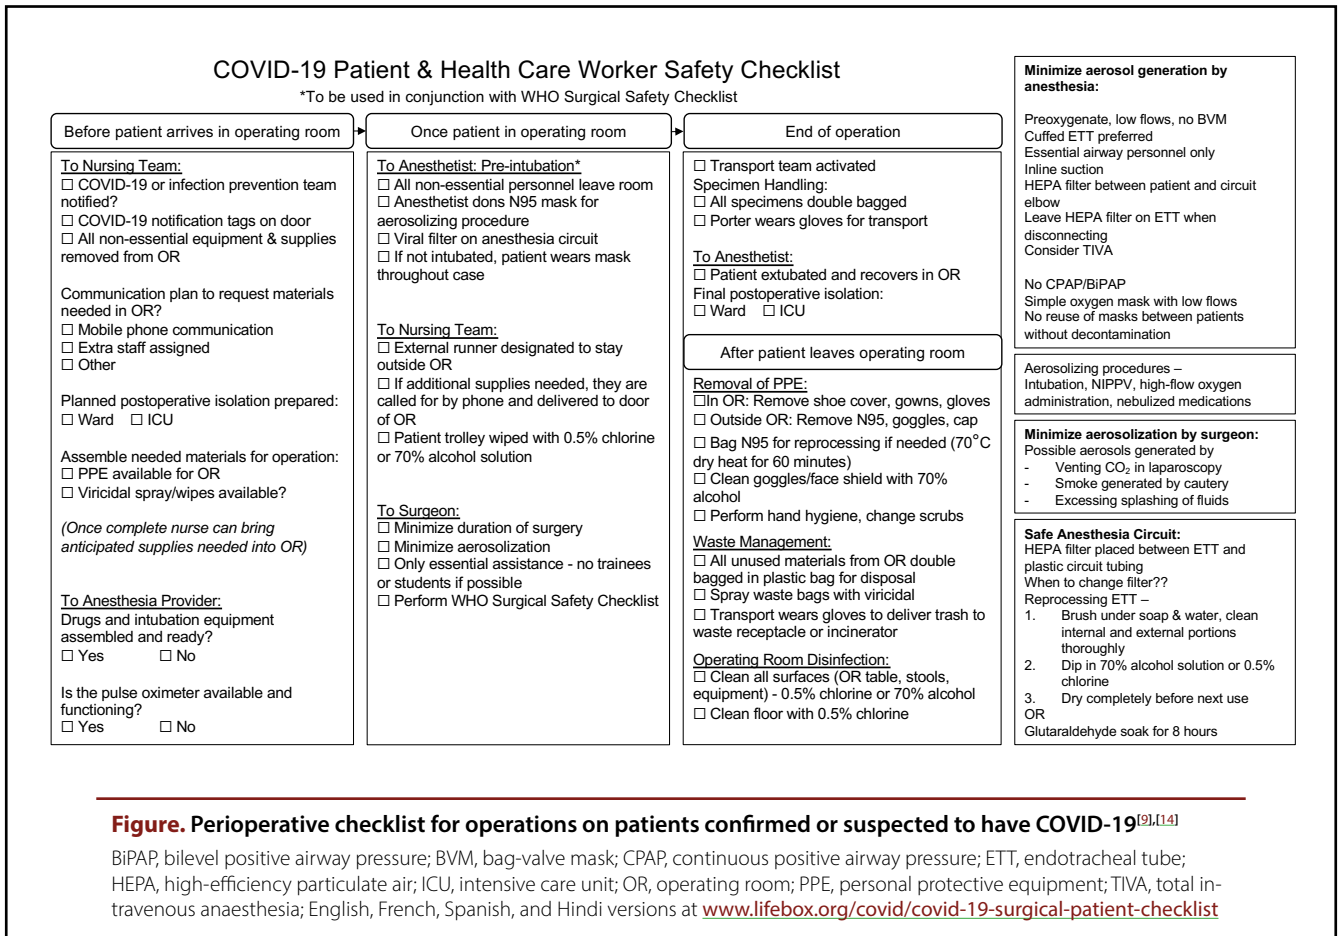 COVID-19 Patient & Health Care Worker Safety Checklist
*To be used in conjunction with WHO Surgical Safety Checklist
Before patient arrives in operating room
To Nursing Team:
☐ COVID-19 or infection prevention team
notified?
☐ COVID-19 notification tags on door
☐ All non-essential equipment & supplies
removed from OR
Communication plan to request materials
needed in OR?
☐ Mobile phone communication
☐ Extra staff assigned
☐ Other
Planned postoperative isolation prepared:
☐ Ward ☐ ICU
Assemble needed materials for operation:
☐ PPE available for OR
☐ Viricidal spray/wipes available?
(Once complete nurse can bring
anticipated supplies needed into OR)
To Anesthesia Provider:
Drugs and intubation equipment
assembled and ready?
☐ Yes ☐ No
Is the pulse oximeter available and
functioning?
☐ Yes ☐ No
Once patient in operating room
To Anesthetist: Pre-intubation*
☐ All non-essential personnel leave room
☐ Anesthetist dons N95 mask for
aerosolizing procedure
☐ Viral filter on anesthesia circuit
☐ If not intubated, patient wears mask
throughout case
To Nursing Team:
☐ External runner designated to stay
outside OR
☐ If additional supplies needed, they are
called for by phone and delivered to door
of OR
☐ Patient trolley wiped with 0.5% chlorine
or 70% alcohol solution
To Surgeon:
☐ Minimize duration of surgery
☐ Minimize aerosolization
☐ Only essential assistance - no trainees
or students if possible
☐ Perform WHO Surgical Safety Checklist
End of operation
☐ Transport team activated
Specimen Handling:
☐ All specimens double bagged
☐ Porter wears gloves for transport
To Anesthetist:
☐ Patient extubated and recovers in OR
Final postoperative isolation:
☐ Ward ☐ ICU
After patient leaves operating room
Removal of PPE:
☐In OR: Remove shoe cover, gowns, gloves
☐ Outside OR: Remove N95, goggles, cap
☐ Bag N95 for reprocessing if needed (70°C
dry heat for 60 minutes)
☐ Clean goggles/face shield with 70%
alcohol
☐ Perform hand hygiene, change scrubs
Waste Management:
☐ All unused materials from OR double
bagged in plastic bag for disposal
☐ Spray waste bags with viricidal
☐ Transport wears gloves to deliver trash to
waste receptacle or incinerator
Operating Room Disinfection:
☐ Clean all surfaces (OR table, stools,
equipment) - 0.5% chlorine or 70% alcohol
☐ Clean floor with 0.5% chlorine
Minimize aerosol generation by
anesthesia:
Preoxygenate, low flows, no BVM
Cuffed ETT preferred
Essential airway personnel only
Inline suction
HEPA filter between patient and circuit
elbow
Leave HEPA filter on ETT when
disconnecting
Consider TIVA
No CPAP/BiPAP
Simple oxygen mask with low flows
No reuse of masks between patients
without decontamination
Aerosolizing procedures –
Intubation, NIPPV, high-flow oxygen
administration, nebulized medications
Minimize aerosolization by surgeon:
Possible aerosols generated by
- Venting CO₂ in laparoscopy
- Smoke generated by cautery
- Excessing splashing of fluids
Safe Anesthesia Circuit:
HEPA filter placed between ETT and
plastic circuit tubing
When to change filter??
Reprocessing ETT –
1. Brush under soap & water, clean
internal and external portions
thoroughly
2. Dip in 70% alcohol solution or 0.5%
chlorine
3. Dry completely before next use
OR
Glutaraldehyde soak for 8 hours
Figure. Perioperative checklist for operations on patients confirmed or suspected to have COVID-19[9],[14]
BiPAP, bilevel positive airway pressure; BVM, bag-valve mask; CPAP, continuous positive airway pressure; ETT, endotracheal tube;
HEPA, high-efficiency particulate air; ICU, intensive care unit; OR, operating room; PPE, personal protective equipment; TIVA, total in-
travenous anaesthesia; English, French, Spanish, and Hindi versions at www.lifebox.org/covid/covid-19-surgical-patient-checklist